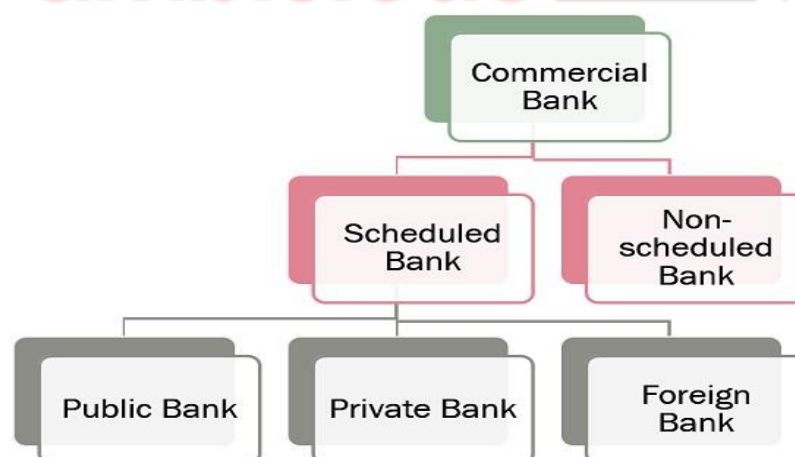 Commercial
Bank
Scheduled
Bank
Non-
scheduled
Bank
Public Bank
Private Bank
Foreign
Bank